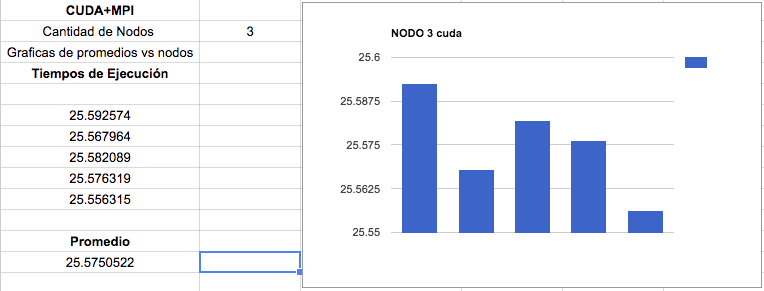 CUDA+MPI
Cantidad de Nodos 3
Graficas de promedios vs nodos
Tiempos de Ejecución
25.592574
25.567964
25.582089
25.576319
25.556315
Promedio
25.5750522
NODO 3 cuda
25.6
25.5875
25.575
25.5625
25.55